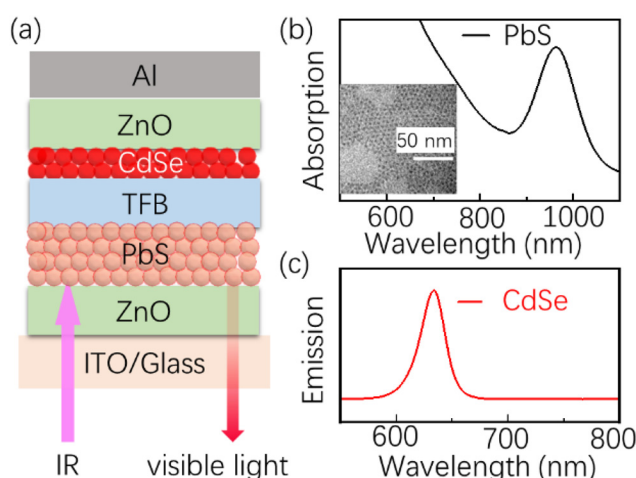 (a)
Al
ZnO
CdSe
TFB
PbS
ZnO
ITO/Glass
IR visible light
(b)
PbS
50 nm
Absorption
600 800 1000
Wavelength (nm)
(c)
CdSe
Emission
600 700 800
Wavelength (nm)